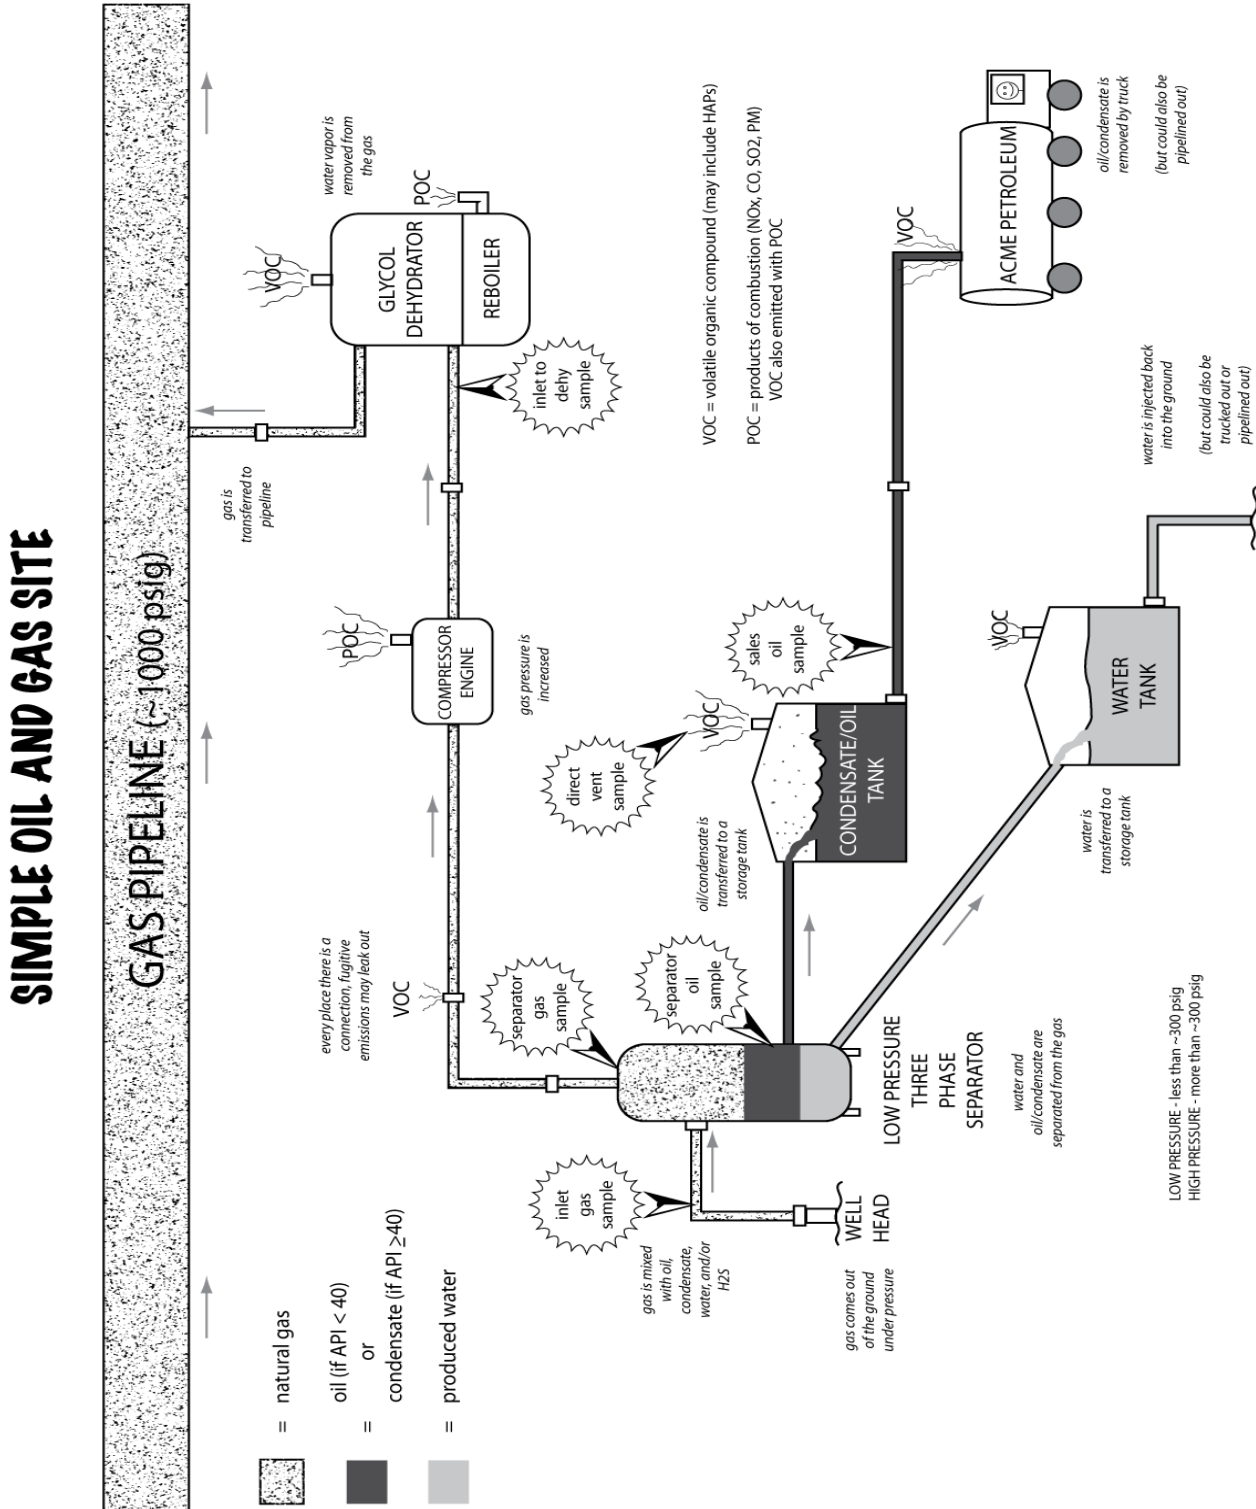 SIMPLE OIL AND GAS SITE
GAS PIPELINE (~1000 psig)
= natural gas
oil (if API < 40)
= or
condensate (if API ≥40)
= produced water
every place there is a
connection, fugitive
emissions may leak out
VOC
POC
COMPRESSOR
ENGINE
gas pressure is
increased
gas is
transferred to
pipeline
VOC
water vapor is
removed from
the gas
GLYCOL
DEHYDRATOR
REBOILER
POC
inlet to
dehy
sample
gas is mixed
with oil,
condensate,
water, and/or
H2S
inlet
gas
sample
WELL
HEAD
gas comes out
of the ground
under pressure
separator
gas
sample
separator
oil
sample
LOW PRESSURE
THREE
PHASE
SEPARATOR
water and
oil/condensate are
separated from the gas
oil/condensate is
transferred to a
storage tank
direct
vent
sample
VOC
CONDENSATE/OIL
TANK
sales
oil
sample
VOC = volatile organic compound (may include HAPs)
POC = products of combustion (NOx, CO, SO2, PM)
VOC also emitted with POC
VOC
ACME PETROLEUM
oil/condensate is
removed by truck
(but could also be
pipelined out)
water is
transferred to a
storage tank
VOC
WATER
TANK
water is injected back
into the ground
(but could also be
trucked out or
pipelined out)
LOW PRESSURE - less than ~300 psig
HIGH PRESSURE - more than ~300 psig